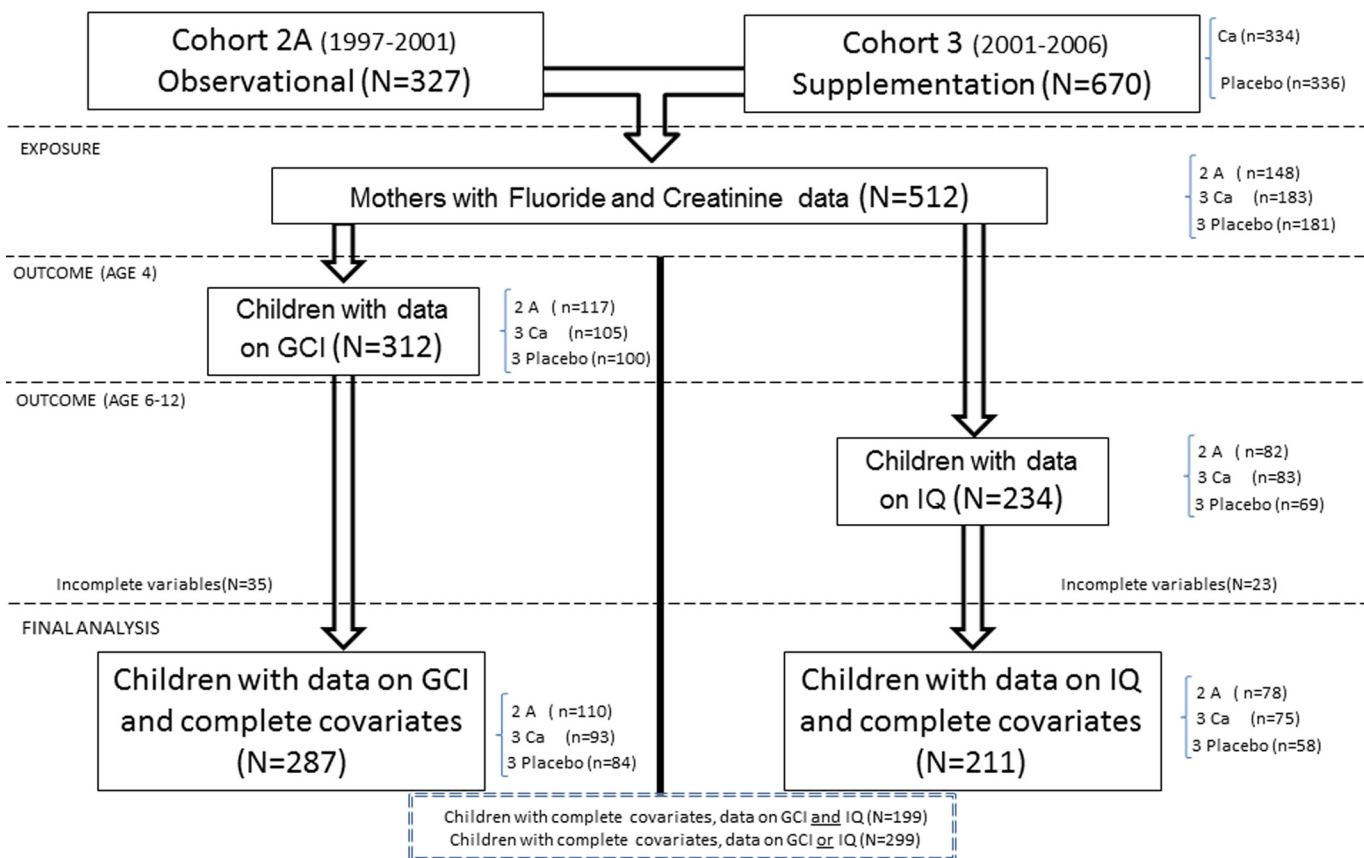 Cohort 2A (1997-2001)
Observational (N=327)
Cohort 3 (2001-2006)
Supplementation (N=670)
Ca (n=334)
Placebo (n=336)
EXPOSURE
Mothers with Fluoride and Creatinine data (N=512)
2 A (n=148)
3 Ca (n=183)
3 Placebo (n=181)
OUTCOME (AGE 4)
Children with data
on GCI (N=312)
2 A ( n=117)
3 Ca (n=105)
3 Placebo (n=100)
OUTCOME (AGE 6-12)
Children with data
on IQ (N=234)
2 A ( n=82)
3 Ca (n=83)
3 Placebo (n=69)
Incomplete variables(N=35)
Incomplete variables(N=23)
FINAL ANALYSIS
Children with data on GCI
and complete covariates
(N=287)
2 A ( n=110)
3 Ca (n=93)
3 Placebo (n=84)
Children with data on IQ
and complete covariates
(N=211)
2 A ( n=78)
3 Ca (n=75)
3 Placebo (n=58)
Children with complete covariates, data on GCI and IQ (N=199)
Children with complete covariates, data on GCI or IQ (N=299)